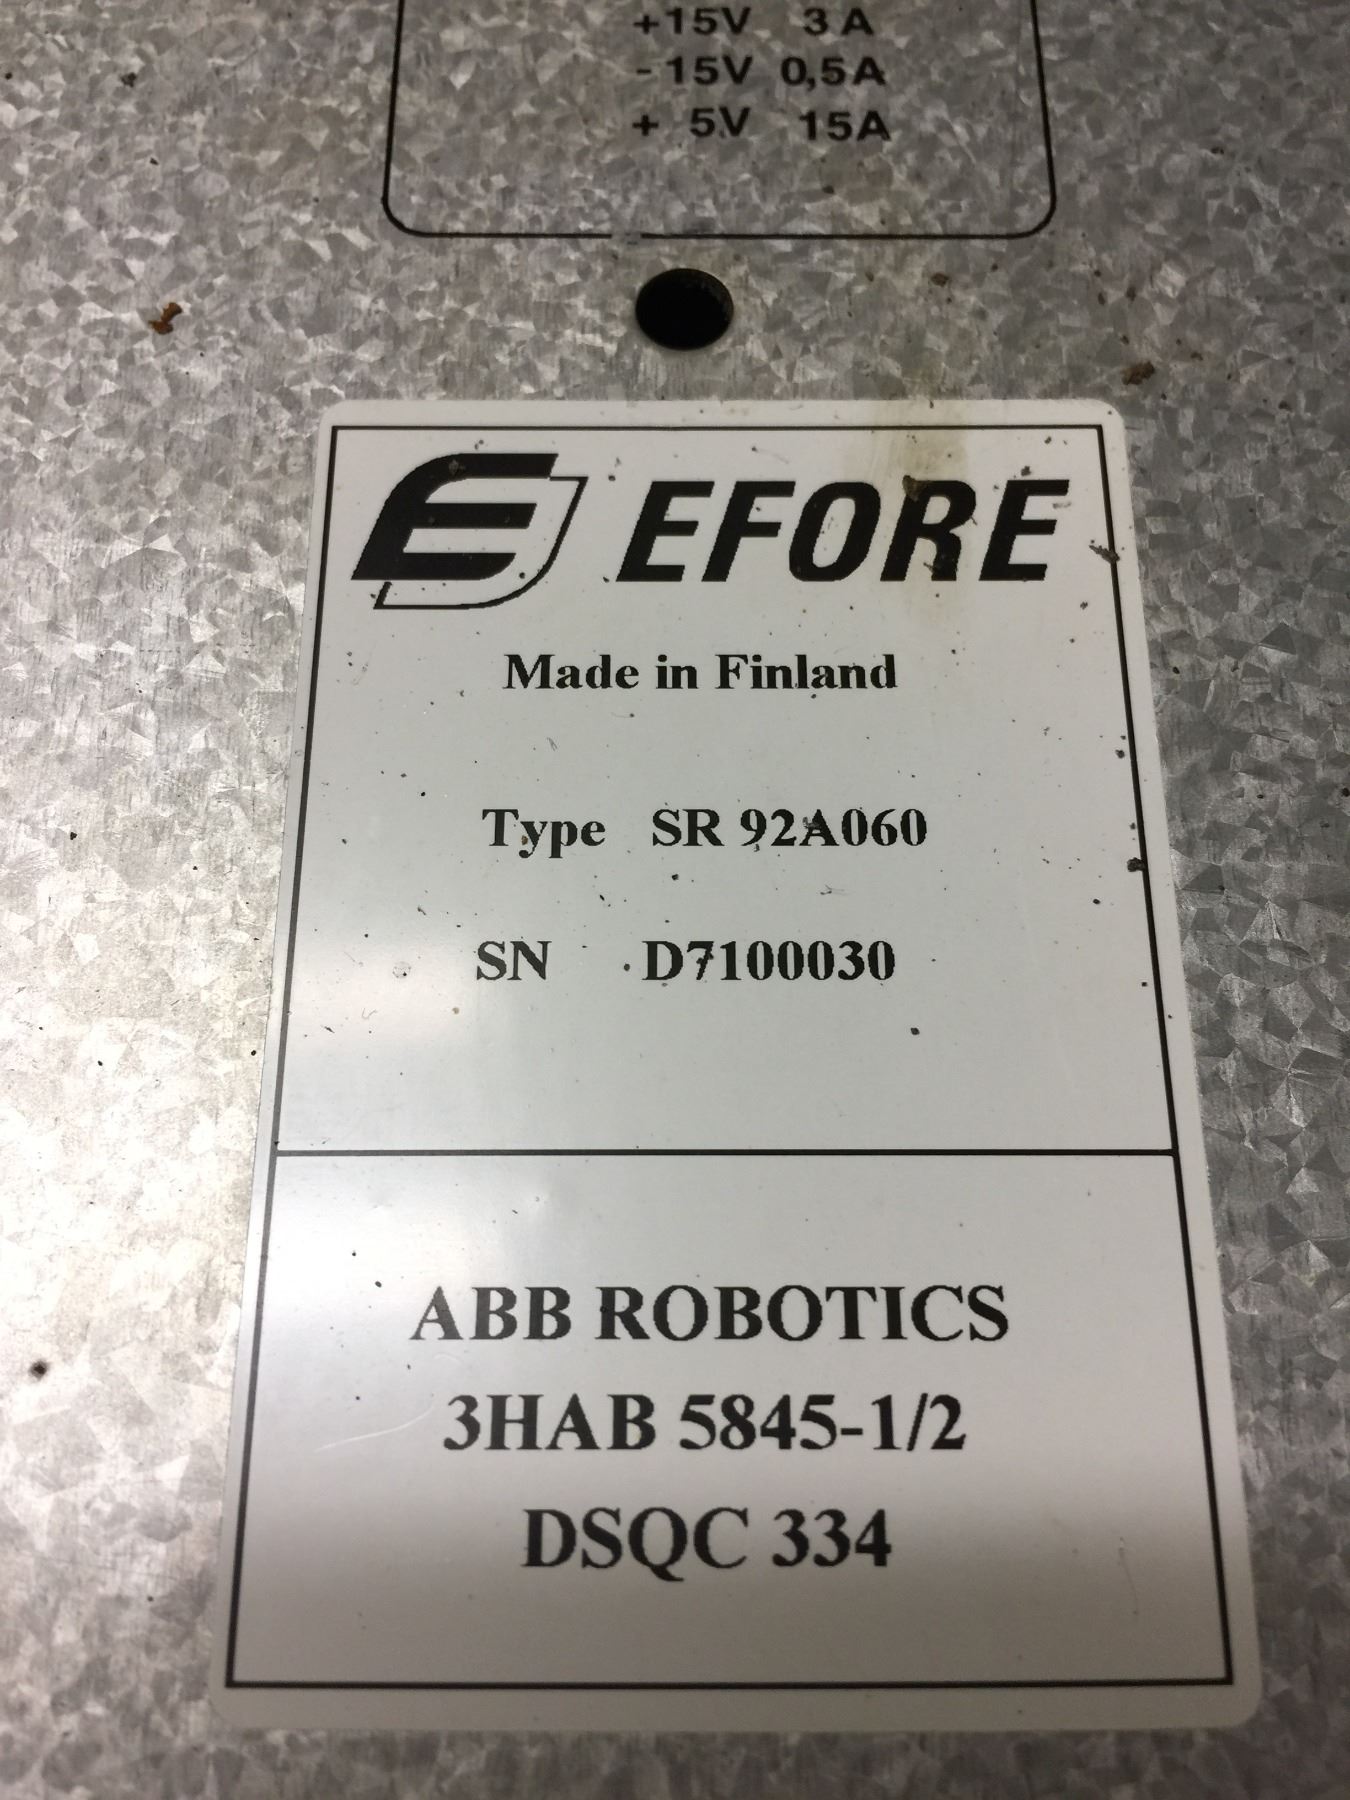 +15V 3A
-15V 0,5A
+ 5V 15A
EFORE
Made in Finland
Type SR 92A060
SN D7100030
ABB ROBOTICS
3HAB 5845-1/2
DSQC 334